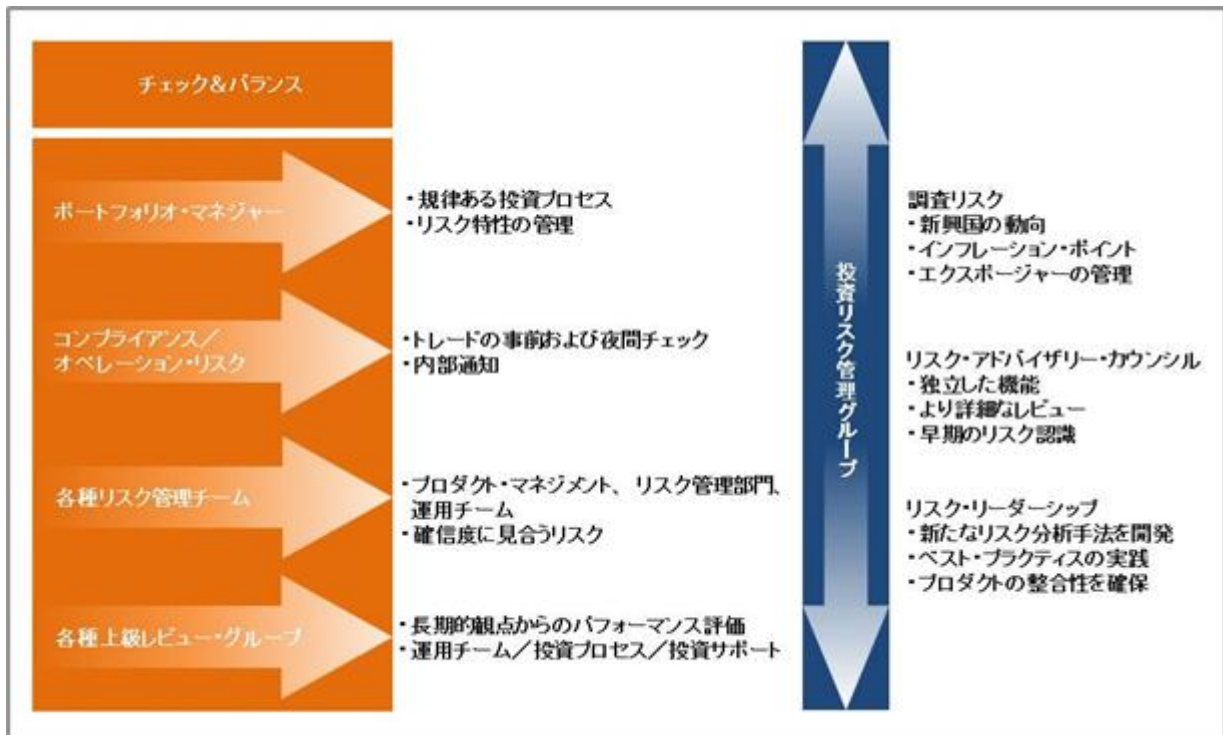 チェック&バランス
ポートフォリオ・マネジャー
・規律ある投資プロセス
・リスク特性の管理
コンプライアンス／
オペレーション・リスク
・トレードの事前および夜間チェック
・内部通知
各種リスク管理チーム
・プロダクト・マネジメント、リスク管理部門、
運用チーム
・確信度に見合うリスク
各種上級レビュー・グループ
・長期的観点からのパフォーマンス評価
・運用チーム／投資プロセス／投資サポート
投資リスク管理グループ
調査リスク
・新興国の動向
・インフレーション・ポイント
・エクスポージャーの管理
リスク・アドバイザリー・カウンシル
・独立した機能
・より詳細なレビュー
・早期のリスク認識
リスク・リーダーシップ
・新たなリスク分析手法を開発
・ベスト・プラクティスの実践
・プロダクトの整合性を確保